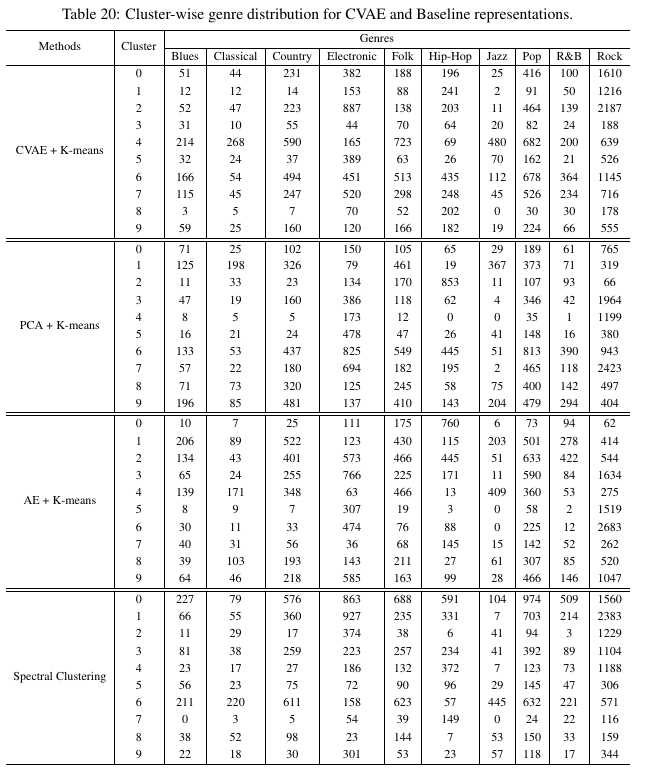 Table 20: Cluster-wise genre distribution for CVAE and Baseline representations.
Methods Cluster Genres
Blues Classical Country Electronic Folk Hip-Hop Jazz Pop R&B Rock
CVAE + K-means
0 51 44 231 382 188 196 25 416 100 1610
1 12 12 14 153 88 241 2 91 50 1216
2 52 47 223 887 138 203 11 464 139 2187
3 31 10 55 44 70 64 20 82 24 188
4 214 268 590 165 723 69 480 682 200 639
5 32 24 37 389 63 26 70 162 21 526
6 166 54 494 451 513 435 112 678 364 1145
7 115 45 247 520 298 248 45 526 234 716
8 3 5 7 70 52 202 0 30 30 178
9 59 25 160 120 166 182 19 224 66 555
PCA + K-means
0 71 25 102 150 105 65 29 189 61 765
1 125 198 326 79 461 19 367 373 71 319
2 11 33 23 134 170 853 11 107 93 66
3 47 19 160 386 118 62 4 346 42 1964
4 8 5 5 173 12 0 0 35 1 1199
5 16 21 24 478 47 26 41 148 16 380
6 133 53 437 825 549 445 51 813 390 943
7 57 22 180 694 182 195 2 465 118 2423
8 71 73 320 125 245 58 75 400 142 497
9 196 85 481 137 410 143 204 479 294 404
AE + K-means
0 10 7 25 111 175 760 6 73 94 62
1 206 89 522 123 430 115 203 501 278 414
2 134 43 401 573 466 445 51 633 422 544
3 65 24 255 766 225 171 11 590 84 1634
4 139 171 348 63 466 13 409 360 53 275
5 8 9 7 307 19 3 0 58 2 1519
6 30 11 33 474 76 88 0 225 12 2683
7 40 31 56 36 68 145 15 142 52 262
8 39 103 193 143 211 27 61 307 85 520
9 64 46 218 585 163 99 28 466 146 1047
Spectral Clustering
0 227 79 576 863 688 591 104 974 509 1560
1 66 55 360 927 235 331 7 703 214 2383
2 11 29 17 374 38 6 41 94 3 1229
3 81 38 259 223 257 234 41 392 89 1104
4 23 17 27 186 132 372 7 123 73 1188
5 56 23 75 72 90 96 29 145 47 306
6 211 220 611 158 623 57 445 632 221 571
7 0 3 5 54 39 149 0 24 22 116
8 38 52 98 23 144 7 53 150 33 159
9 22 18 30 301 53 23 57 118 17 344